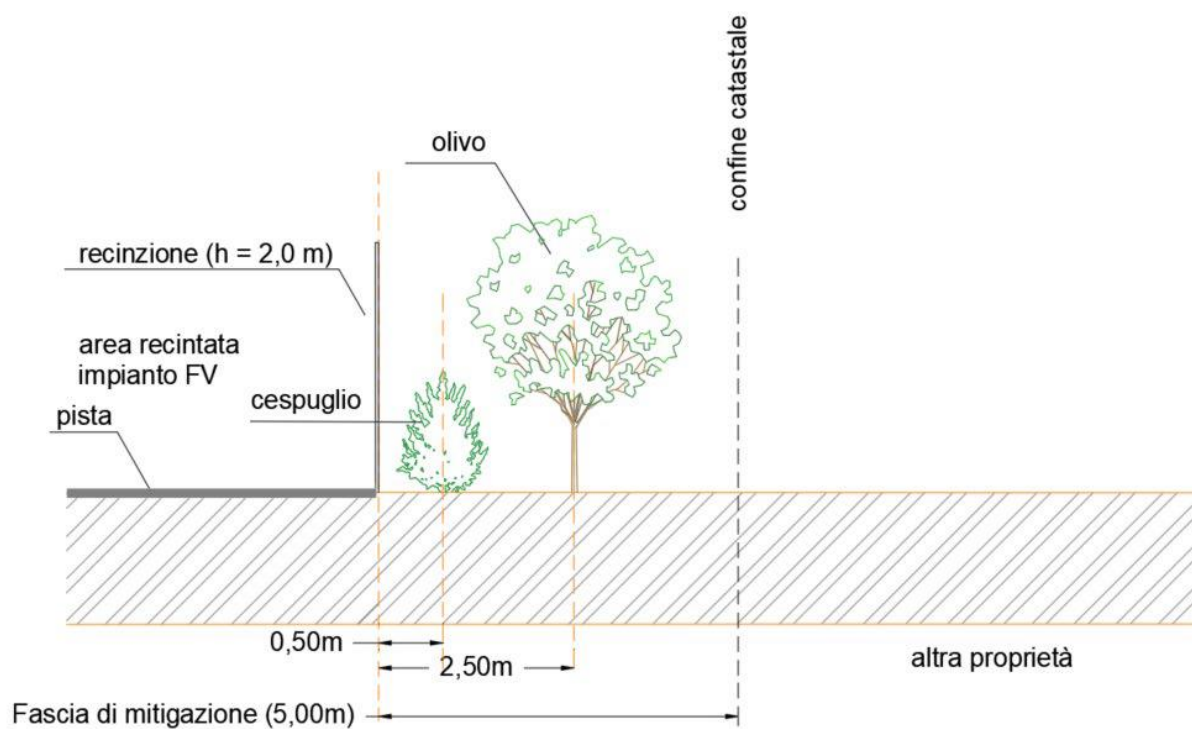 confine catastale
olivo
recinzione (h = 2,0 m)
area recintata
impianto FV
cespuglio
pista
0,50m
2,50m
altra proprietà
Fascia di mitigazione (5,00m)